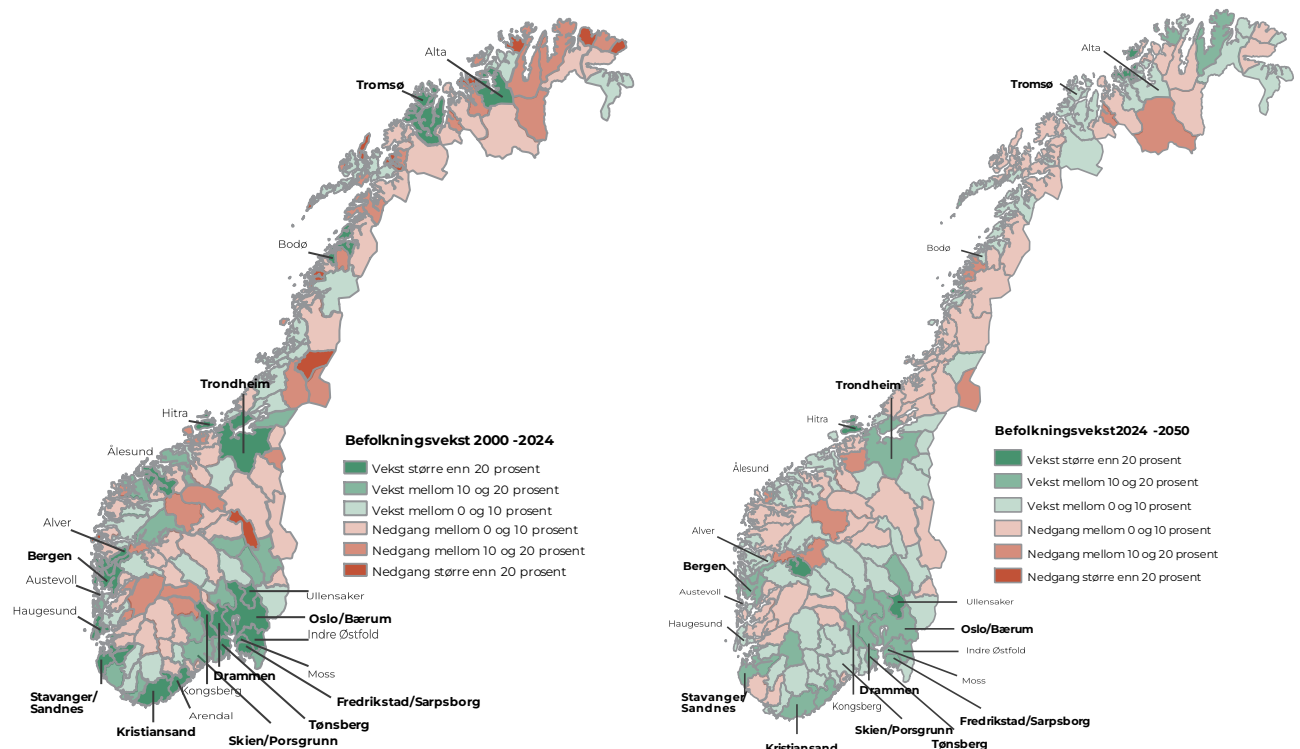 Alta
Tromsø
Bodø
Trondheim
Hitra
Ålesund
Alver
Bergen
Austevoll
Haugesund
Stavanger/
Sandnes
Kristiansand
Arendal
Kongsberg
Drammen
Skien/Porsgrunn
Tønsberg
Fredrikstad/Sarpsborg
Moss
Indre Østfold
Oslo/Bærum
Ullensaker
Befolkningsvekst 2000 -2024
Vekst større enn 20 prosent
Vekst mellom 10 og 20 prosent
Vekst mellom 0 og 10 prosent
Nedgang mellom 0 og 10 prosent
Nedgang mellom 10 og 20 prosent
Nedgang større enn 20 prosent
Alta
Tromsø
Bodø
Trondheim
Hitra
Ålesund
Alver
Bergen
Austevoll
Haugesund
Stavanger/
Sandnes
Kristiansand
Kongsberg
Drammen
Skien/Porsgrunn
Tønsberg
Fredrikstad/Sarpsborg
Moss
Indre Østfold
Oslo/Bærum
Ullensaker
Befolkningsvekst2024 -2050
Vekst større enn 20 prosent
Vekst mellom 10 og 20 prosent
Vekst mellom 0 og 10 prosent
Nedgang mellom 0 og 10 prosent
Nedgang mellom 10 og 20 prosent
Nedgang større enn 20 prosent